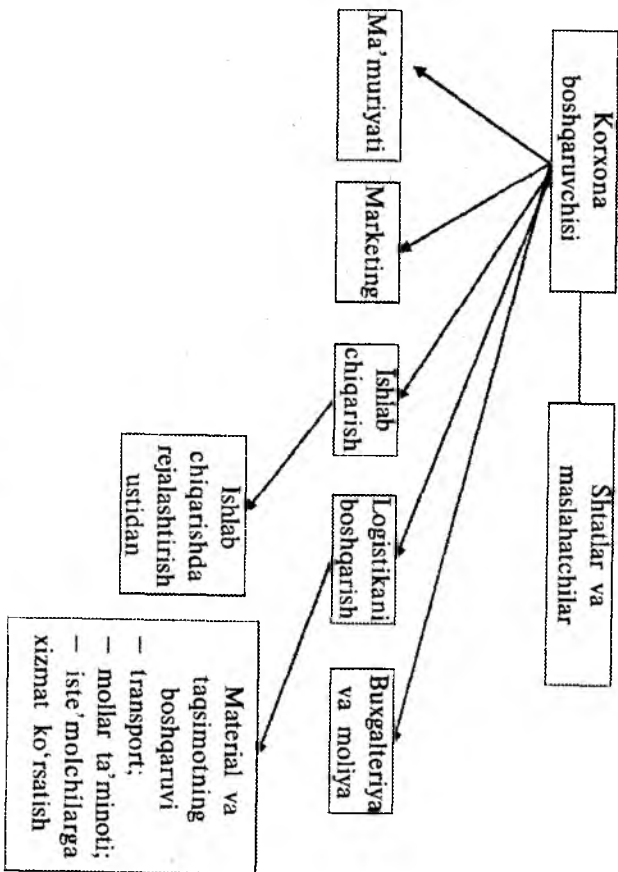 Korxona
boshqaruvchisi
Shtatlar va
maslahatchilar
Ma’muriyati
Marketing
Ishlab
chiqarish
Logistikani
boshqarish
Buxgalteriya
va moliya
Ishlab
chiqarishda
rejalashtirish
ustidan
Material va
taqsimotning
boshqaruvi
— transport;
— mollar ta’minoti;
— iste’molchilarga
xizmat ko‘rsatish